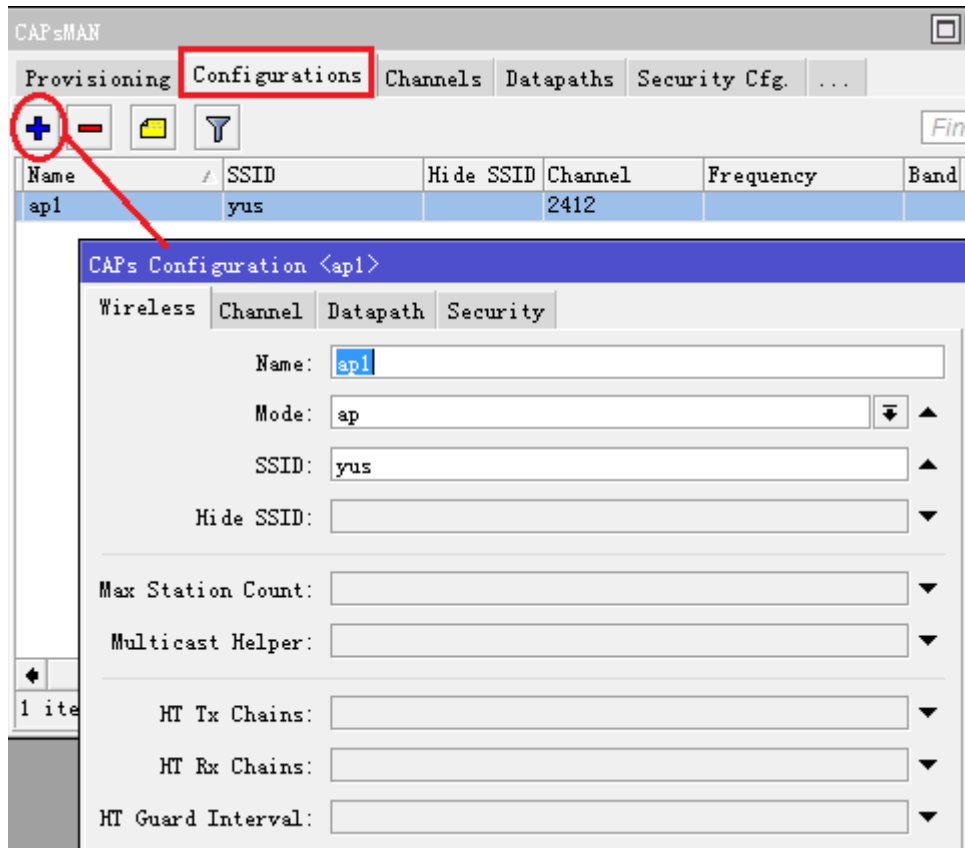 CAPsMAN
Provisioning Configurations Channels Datapaths Security Cfg. ...
Fin
Name SSID Hide SSID Channel Frequency Band
ap1 yus 2412
CAPs Configuration <ap1>
Wireless Channel Datapath Security
Name: ap1
Mode: ap
SSID: yus
Hide SSID:
Max Station Count:
Multicast Helper:
1 ite
HT Tx Chains:
HT Rx Chains:
HT Guard Interval: